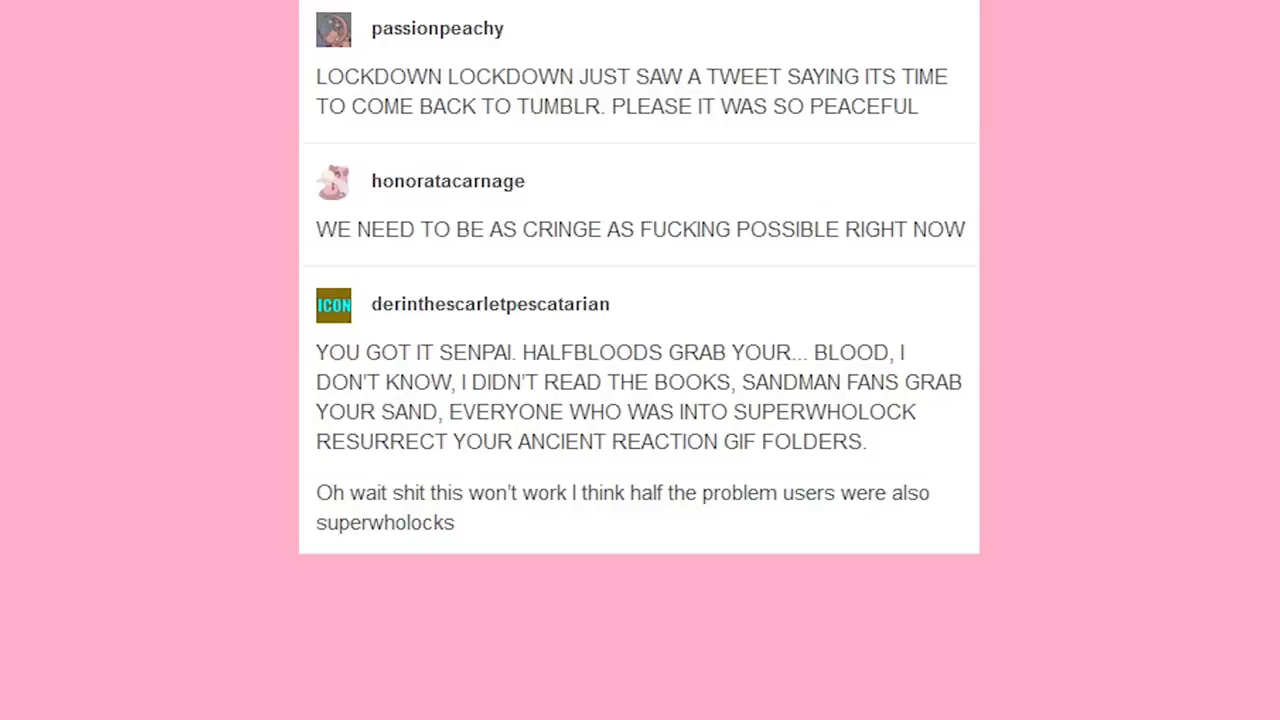 passionpeachy
LOCKDOWN LOCKDOWN JUST SAW A TWEET SAYING ITS TIME
TO COME BACK TO TUMBLR. PLEASE IT WAS SO PEACEFUL
honoratacarnage
WE NEED TO BE AS CRINGE AS FUCKING POSSIBLE RIGHT NOW
ICON
derinthescarletpescatarian
YOU GOT IT SENPAI. HALFBLOODS GRAB YOUR... BLOOD, I
DON'T KNOW, I DIDN'T READ THE BOOKS, SANDMAN FANS GRAB
YOUR SAND, EVERYONE WHO WAS INTO SUPERWHOLOCK
RESURRECT YOUR ANCIENT REACTION GIF FOLDERS.
Oh wait shit this won't work I think half the problem users were also
superwholocks